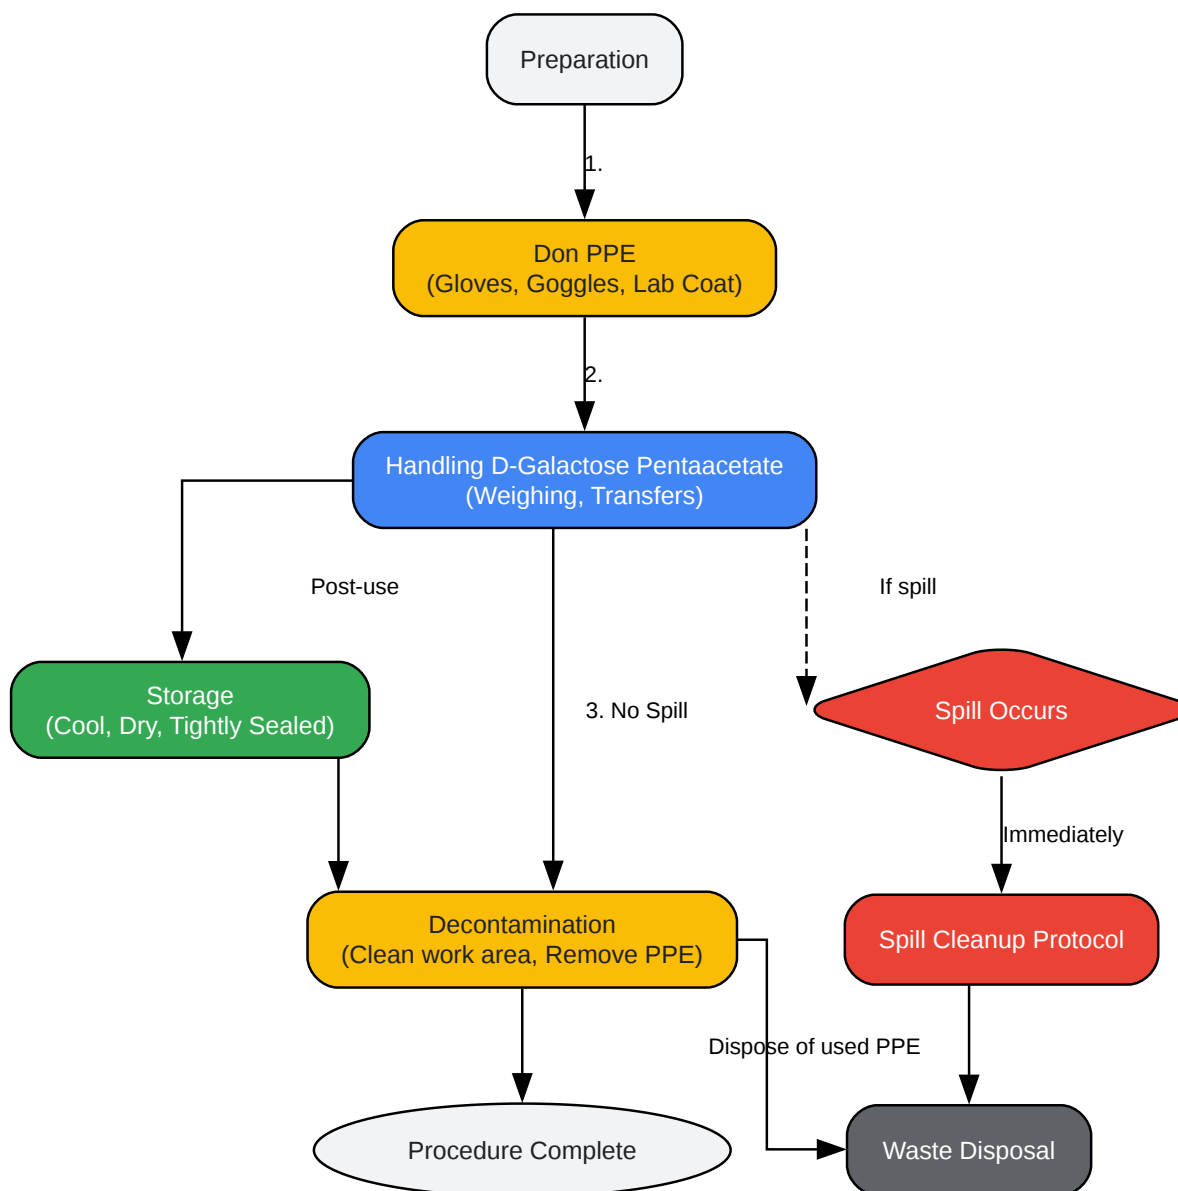 Preparation
1.
Don PPE
(Gloves, Goggles, Lab Coat)
2.
Handling D-Galactose Pentaacetate
(Weighing, Transfers)
Post-use
If spill
Storage
(Cool, Dry, Tightly Sealed)
3. No Spill
Spill Occurs
Immediately
Decontamination
(Clean work area, Remove PPE)
Spill Cleanup Protocol
Dispose of used PPE
Procedure Complete
Waste Disposal